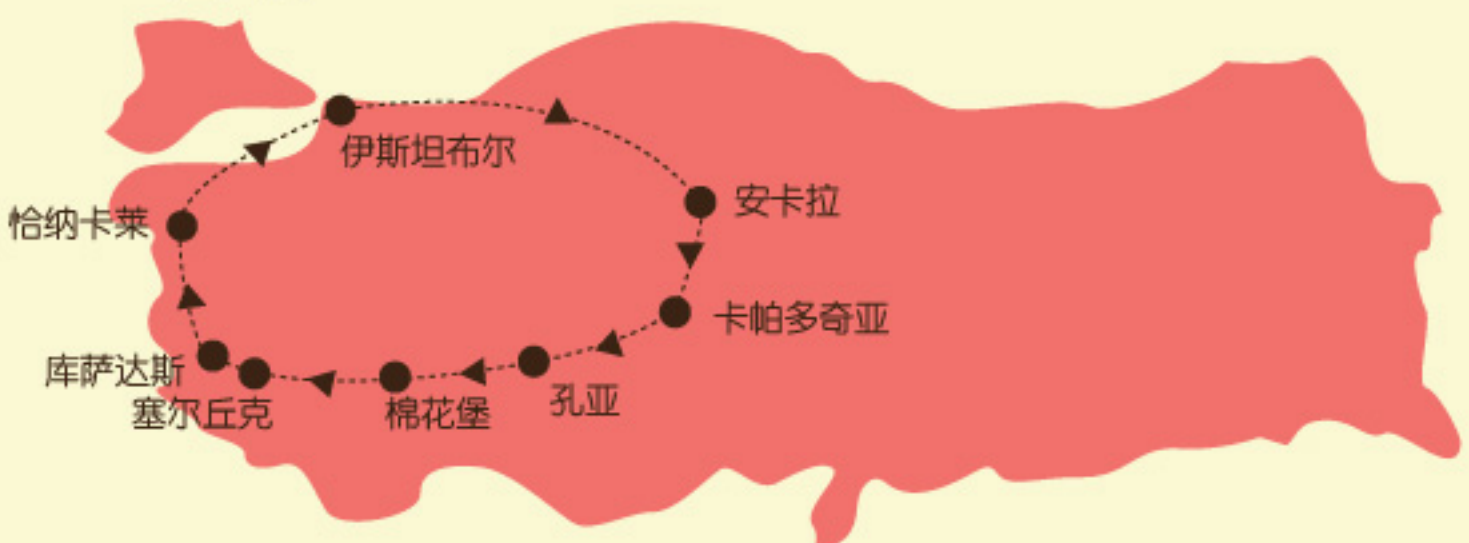 伊斯坦布尔
安卡拉
恰纳卡莱
卡帕多奇亚
库萨达斯
塞尔丘克
棉花堡
孔亚